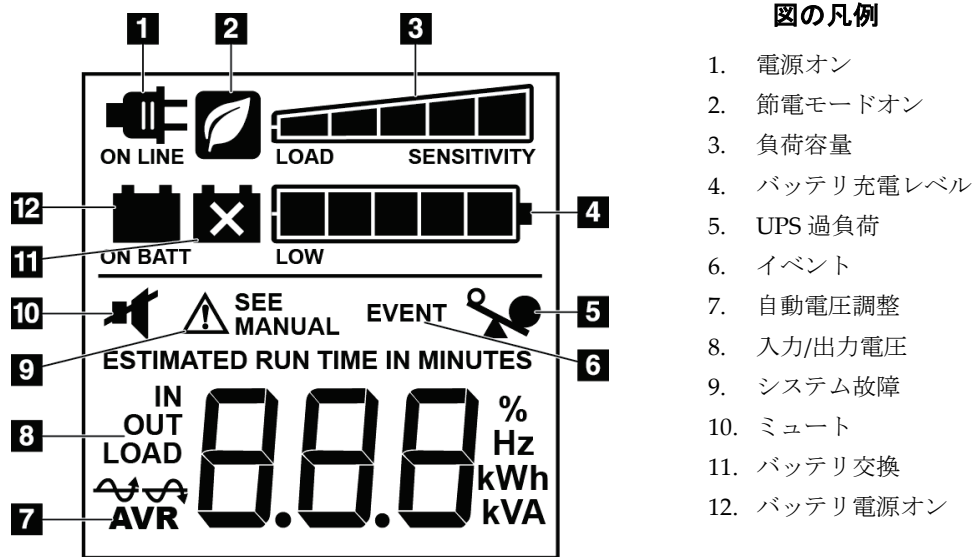 1 2 3
ON LINE
LOAD SENSITIVITY
12 4
ON BATT
LOW
11
10
SEE
MANUAL
EVENT
5
9
6
ESTIMATED RUN TIME IN MINUTES
IN
OUT
LOAD
8
8.8.8
%
Hz
kWh
kVA
7
AVR
図の凡例
1. 電源オン
2. 節電モードオン
3. 負荷容量
4. バッテリ充電レベル
5. UPS 過負荷
6. イベント
7. 自動電圧調整
8. 入力/出力電圧
9. システム故障
10. ミュート
11. バッテリ交換
12. バッテリ電源オン